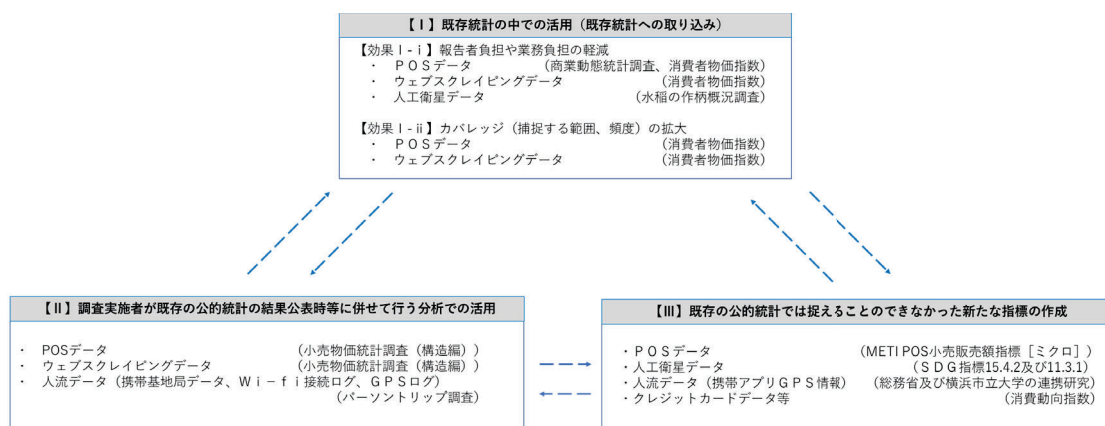 【Ⅰ】既存統計の中での活用（既存統計への取り込み）
【効果Ⅰ-ⅰ】報告者負担や業務負担の軽減
・ ＰＯＳデータ （商業動態統計調査、消費者物価指数）
・ ウェブスクレイピングデータ （消費者物価指数）
・ 人工衛星データ （水稲の作柄概況調査）
【効果Ⅰ-ⅱ】カバレッジ（捕捉する範囲、頻度）の拡大
・ ＰＯＳデータ （消費者物価指数）
・ ウェブスクレイピングデータ （消費者物価指数）
【Ⅱ】調査実施者が既存の公的統計の結果公表時等に併せて行う分析での活用
・ POSデータ （小売物価統計調査（構造編））
・ ウェブスクレイピングデータ （小売物価統計調査（構造編））
・ 人流データ（携帯基地局データ、Ｗｉ－ｆｉ接続ログ、ＧＰＳログ）
（パーソントリップ調査）
【Ⅲ】既存の公的統計では捉えることのできなかった新たな指標の作成
・ＰＯＳデータ （METI POS小売販売額指標［ミクロ］）
・人工衛星データ （ＳＤＧ指標15.4.2及び11.3.1）
・人流データ（携帯アプリＧＰＳ情報） （総務省及び横浜市立大学の連携研究）
・クレジットカードデータ等 （消費動向指数）